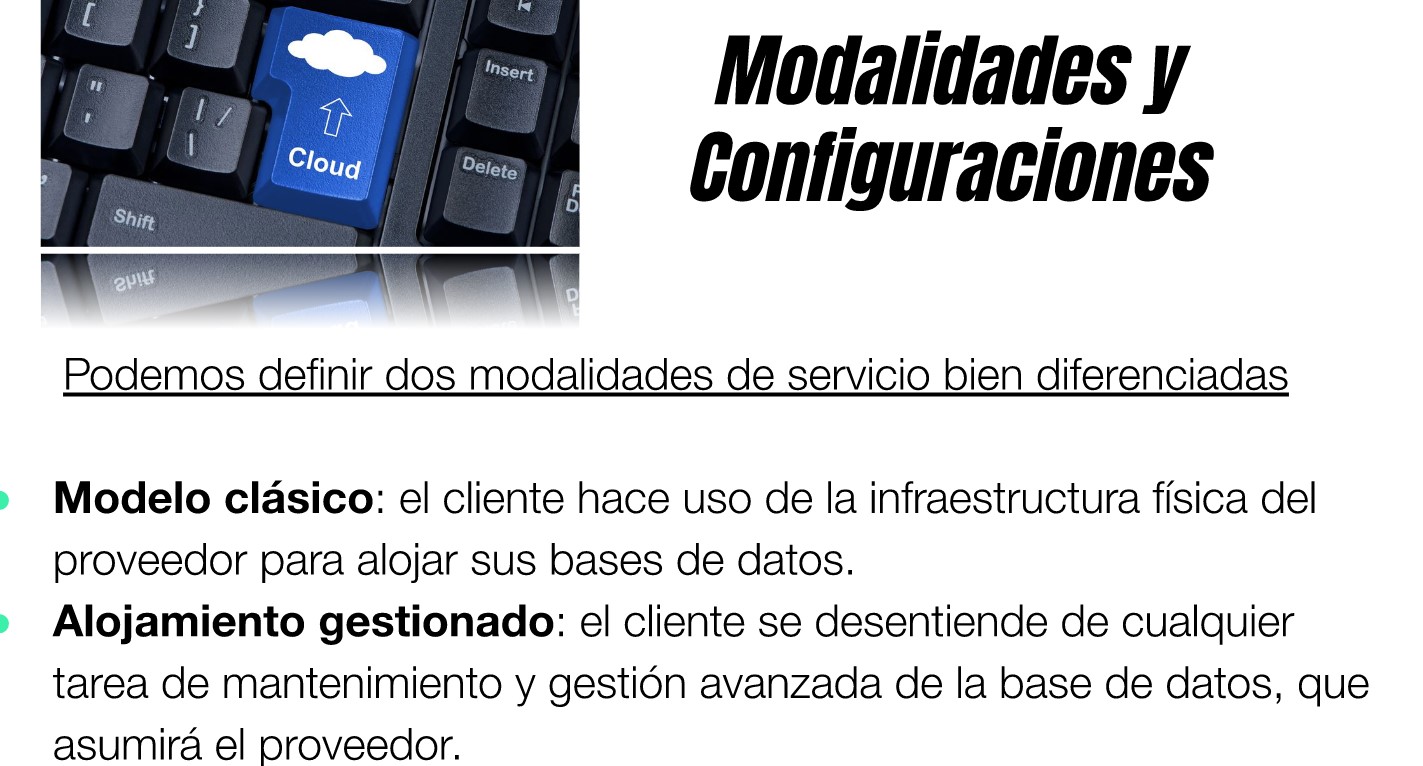 [
}
]
Insert
"
'
| /
\
Cloud
Delete
Shift
Shift
Modalidades y
Configuraciones
Podemos definir dos modalidades de servicio bien diferenciadas
Modelo clásico: el cliente hace uso de la infraestructura física del
proveedor para alojar sus bases de datos.
Alojamiento gestionado: el cliente se desentiende de cualquier
tarea de mantenimiento y gestión avanzada de la base de datos, que
asumirá el proveedor.